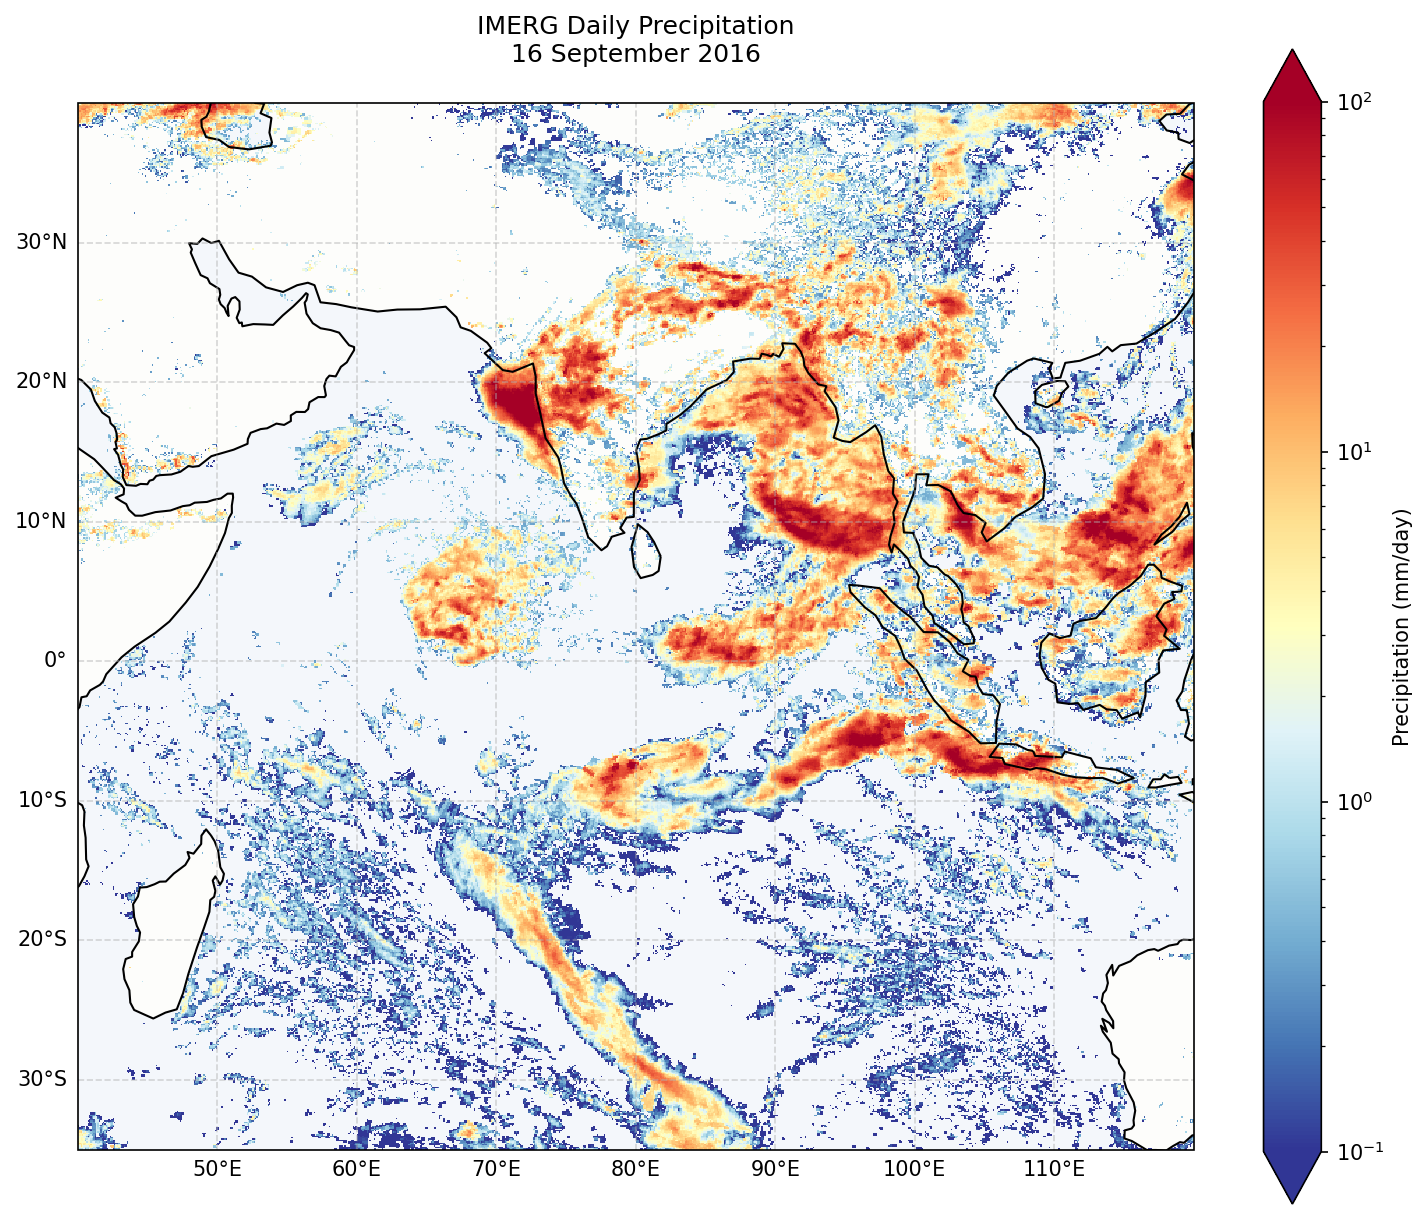 IMERG Daily Precipitation
16 September 2016
30°N
20°N
10°N
0°
10°S
20°S
30°S
50°E
60°E
70°E
80°E
90°E
100°E
110°E
10²
10¹
10⁰
10⁻¹
Precipitation (mm/day)